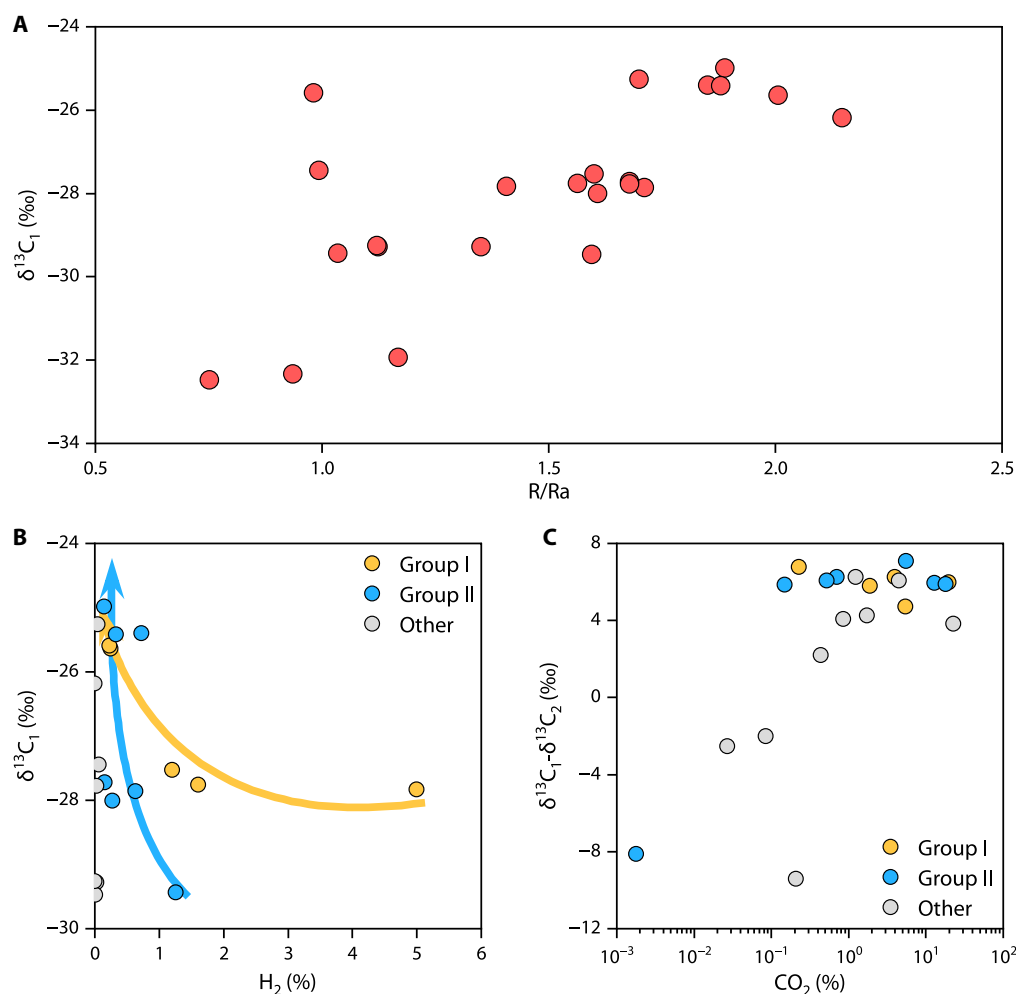 A
−24
−26
−28
−30
−32
−34
δ¹³C₁ (‰)
0.5 1.0 1.5 2.0 2.5
R/Ra
B
−24
−26
−28
−30
δ¹³C₁ (‰)
Group I
Group II
Other
0 1 2 3 4 5 6
H₂ (%)
C
8
4
0
−4
−8
−12
δ¹³C₁-δ¹³C₂ (‰)
Group I
Group II
Other
10⁻³ 10⁻² 10⁻¹ 10⁰ 10¹ 10²
CO₂ (%)